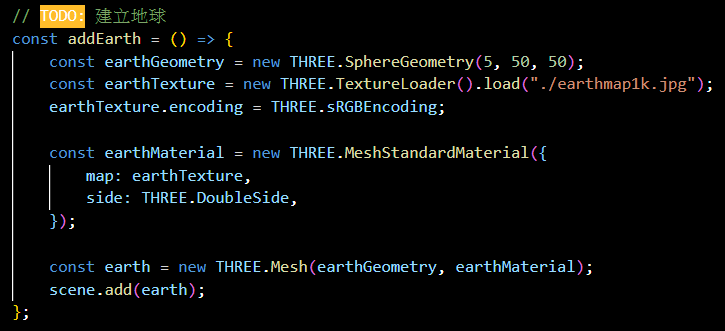 // TODO: 建立地球
const addEarth = () => {
    const earthGeometry = new THREE.SphereGeometry(5, 50, 50);
    const earthTexture = new THREE.TextureLoader().load("./earthmap1k.jpg");
    earthTexture.encoding = THREE.sRGBEncoding;

    const earthMaterial = new THREE.MeshStandardMaterial({
        map: earthTexture,
        side: THREE.DoubleSide,
    });

    const earth = new THREE.Mesh(earthGeometry, earthMaterial);
    scene.add(earth);
};